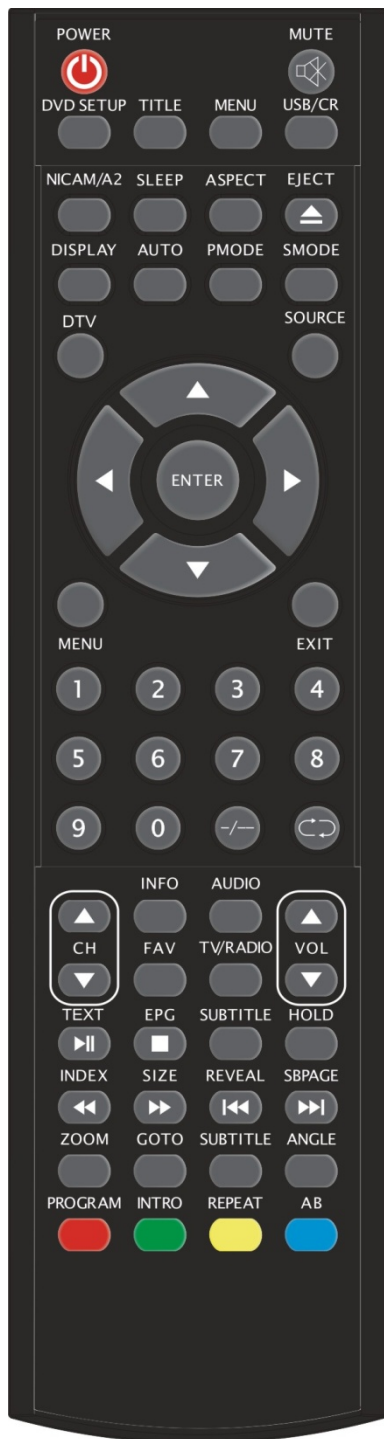 POWER MUTE
DVD SETUP TITLE MENU USB/CR
NICAM/A2 SLEEP ASPECT EJECT
DISPLAY AUTO PMODE SMODE
DTV SOURCE
ENTER
MENU EXIT
1 2 3 4
5 6 7 8
9 0 -/--
INFO AUDIO
CH FAV TV/RADIO VOL
TEXT EPG SUBTITLE HOLD
INDEX SIZE REVEAL SBPAGE
ZOOM GOTO SUBTITLE ANGLE
PROGRAM INTRO REPEAT AB